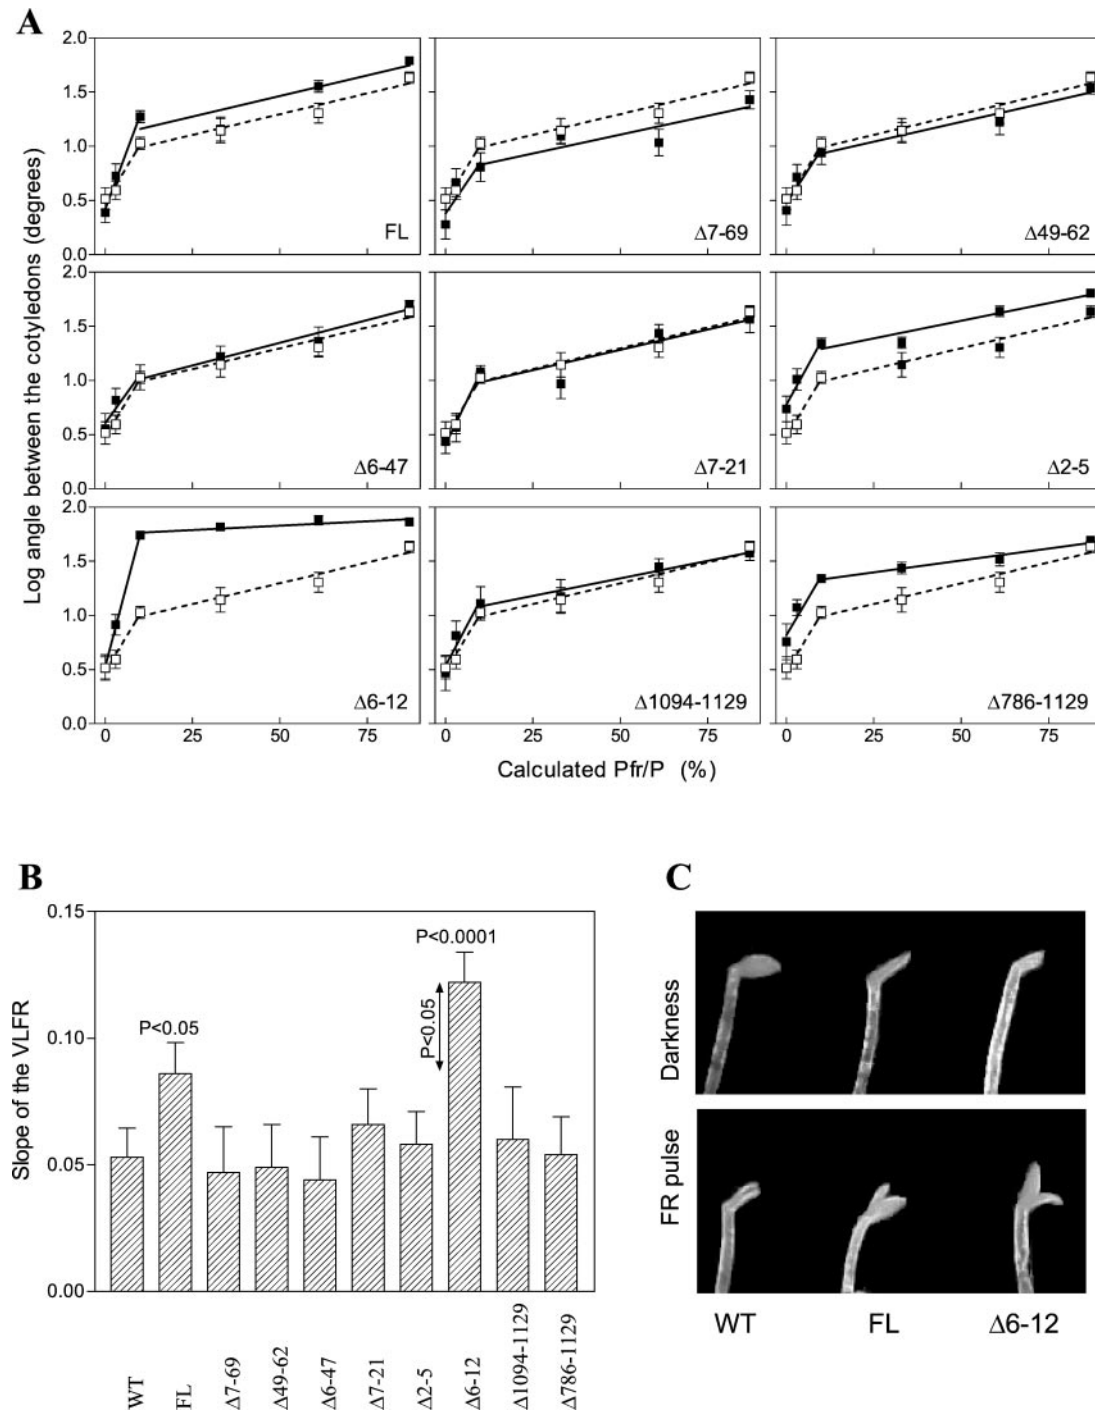 A
Log angle between the cotyledons (degrees)
2.0
1.5
1.0
0.5
0.0
FL
Δ7-69
Δ49-62
2.0
1.5
1.0
0.5
0.0
Δ6-47
Δ7-21
Δ2-5
2.0
1.5
1.0
0.5
0.0
Δ6-12
Δ1094-1129
Δ786-1129
0 25 50 75 0 25 50 75 0 25 50 75
Calculated Pfr/P (%)
B
Slope of the VLFR
0.15
0.10
0.05
0.00
P<0.05
P<0.0001
P<0.05
WT
FL
Δ7-69
Δ49-62
Δ6-47
Δ7-21
Δ2-5
Δ6-12
Δ1094-1129
Δ786-1129
C
Darkness
FR pulse
WT FL Δ6-12